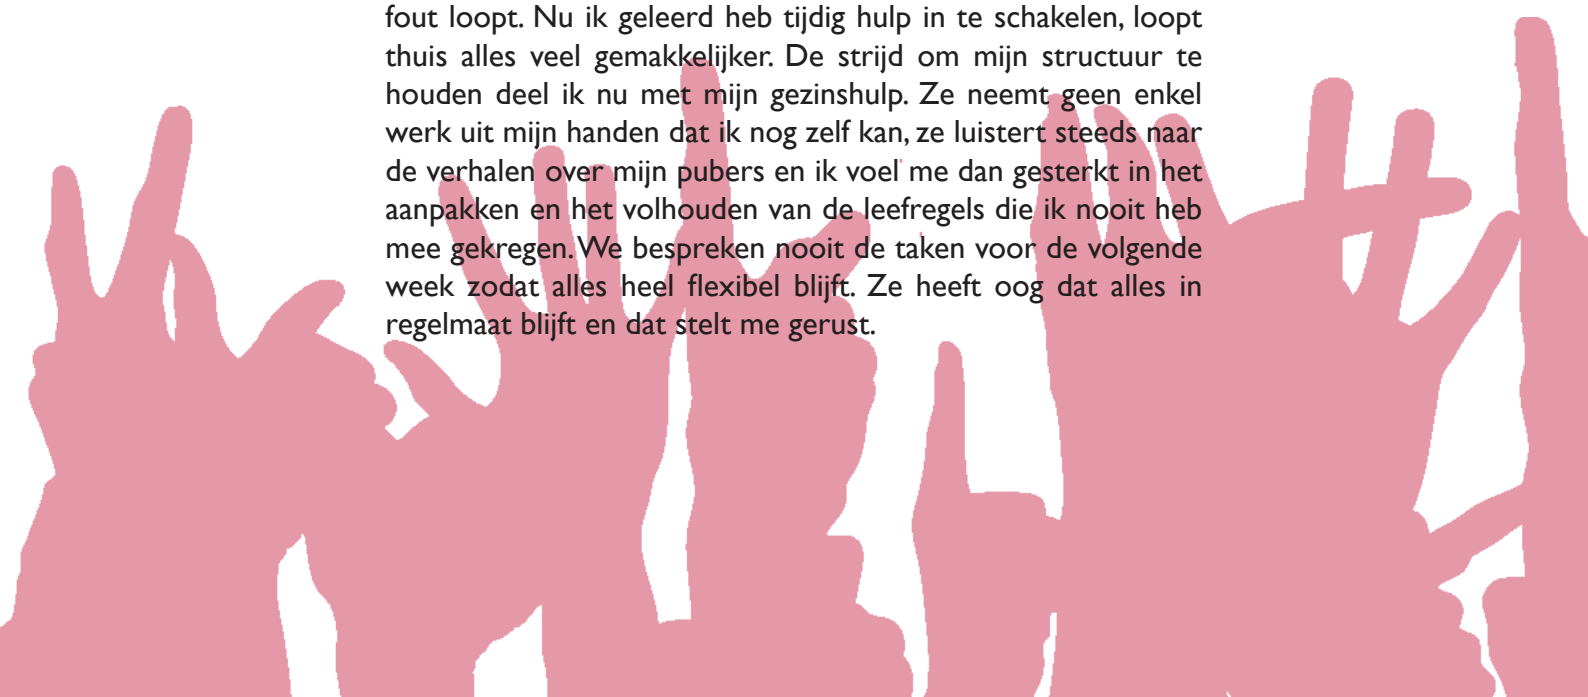 fout loopt. Nu ik geleerd heb tijdig hulp in te schakelen, loopt
thuis alles veel gemakkelijker. De strijd om mijn structuur te
houden deel ik nu met mijn gezinshulp. Ze neemt geen enkel
werk uit mijn handen dat ik nog zelf kan, ze luistert steeds naar
de verhalen over mijn pubers en ik voel me dan gesterkt in het
aanpakken en het volhouden van de leefregels die ik nooit heb
mee gekregen. We bespreken nooit de taken voor de volgende
week zodat alles heel flexibel blijft. Ze heeft oog dat alles in
regelmaat blijft en dat stelt me gerust.